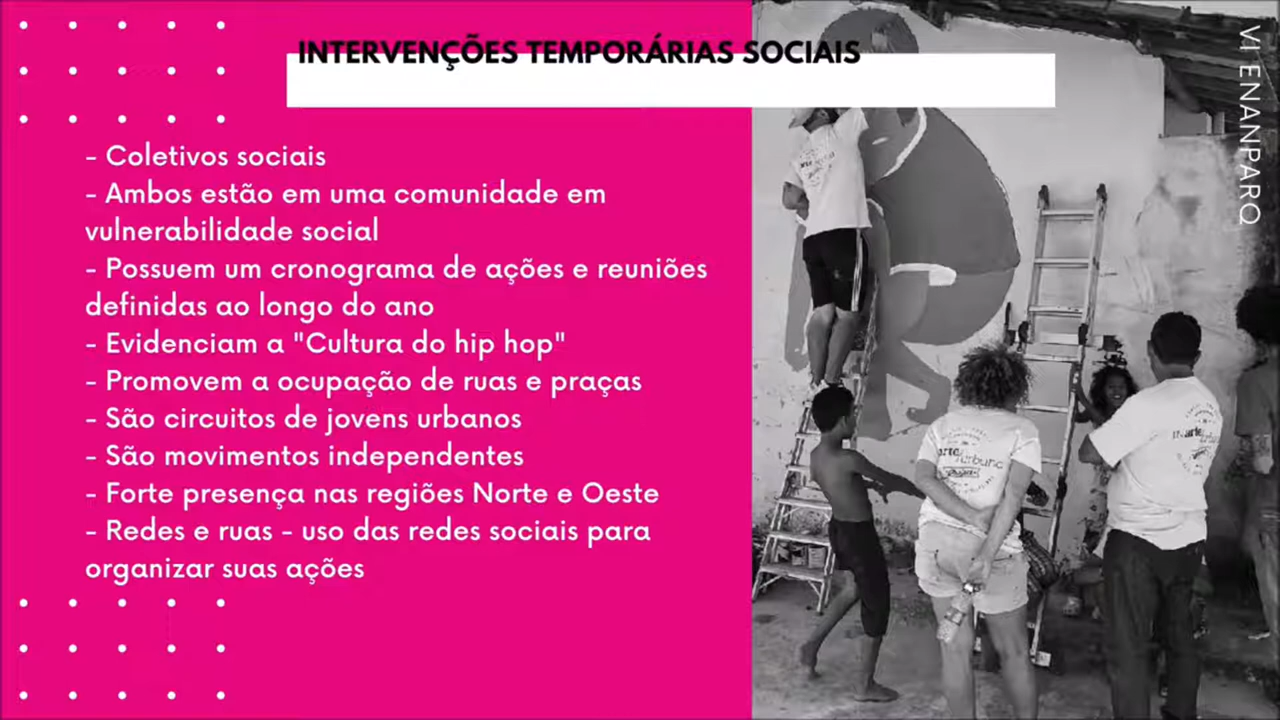 INTERVENÇÕES TEMPORÁRIAS SOCIAIS
- Coletivos sociais
- Ambos estão em uma comunidade em
vulnerabilidade social
- Possuem um cronograma de ações e reuniões
definidas ao longo do ano
- Evidenciam a "Cultura do hip hop"
- Promovem a ocupação de ruas e praças
- São circuitos de jovens urbanos
- São movimentos independentes
- Forte presença nas regiões Norte e Oeste
- Redes e ruas - uso das redes sociais para
organizar suas ações
VI ENANPARQ